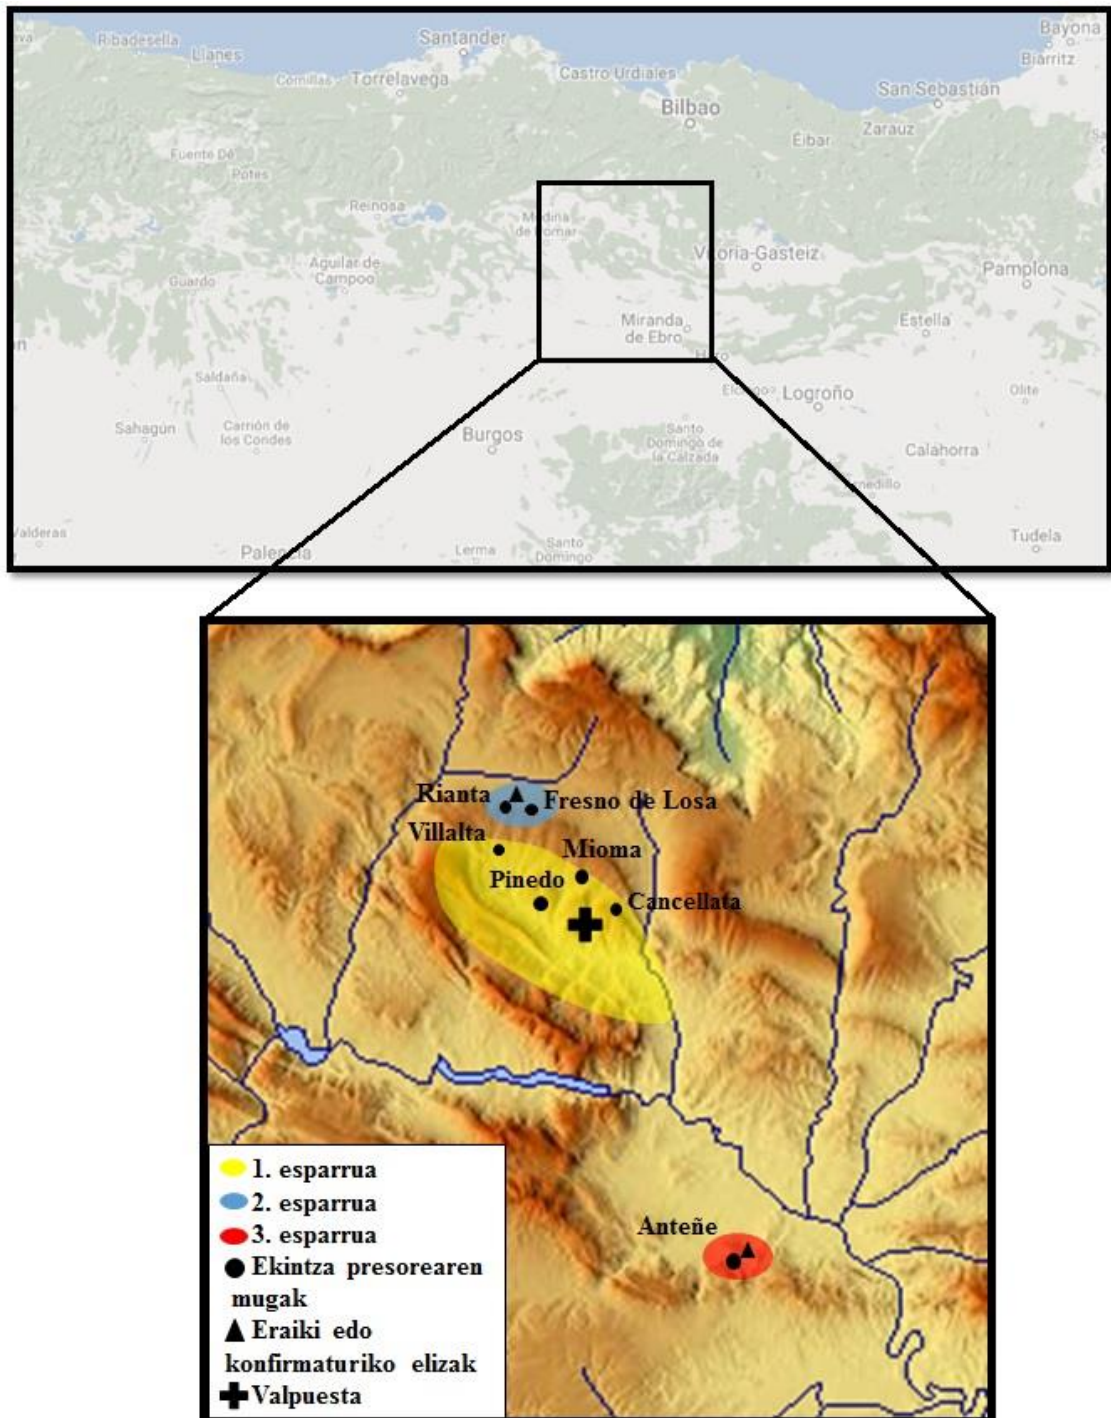 Bayona
Santander
Ribadesella
Llanes
Biarritz
Comillas
Torrelavega
Castro Urdiales
San Sebastián
Bilbao
Zarauz
Éibar
Fuente Dé
Potes
Reinosa
Medina
de Pomar
Vitoria-Gasteiz
Aguilar de
Campoo
Pamplona
Guardo
Miranda
de Ebro
Estella
Haro
Saldaña
Logroño
Olite
Sahagún
Carrión de
los Condes
Burgos
Santo
Domingo de
la Calzada
Calahorra
Valderas
Palencia
Lerma
Santo
Domingo
Tudela
Rianta
Fresno de Losa
Villalta
Mioma
Pinedo
Cancellata
Anteñe
1. esparrua
2. esparrua
3. esparrua
Ekintza presorearen
mugak
Eraiki edo
konfirmaturiko elizak
Valpuesta